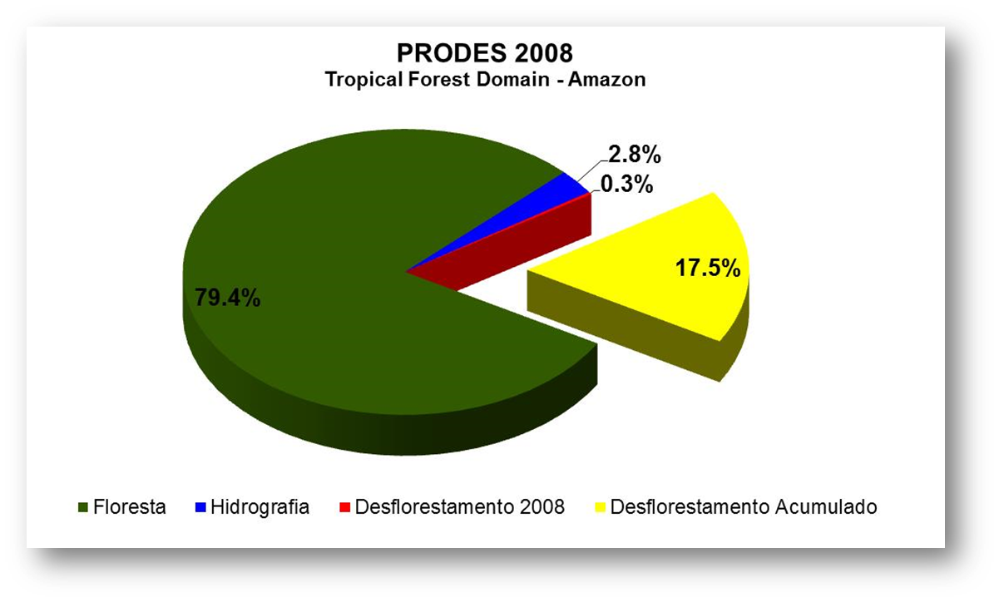 PRODES 2008
Tropical Forest Domain - Amazon
2.8%
0.3%
17.5%
79.4%
Floresta Hidrografia Desflorestamento 2008 Desflorestamento Acumulado